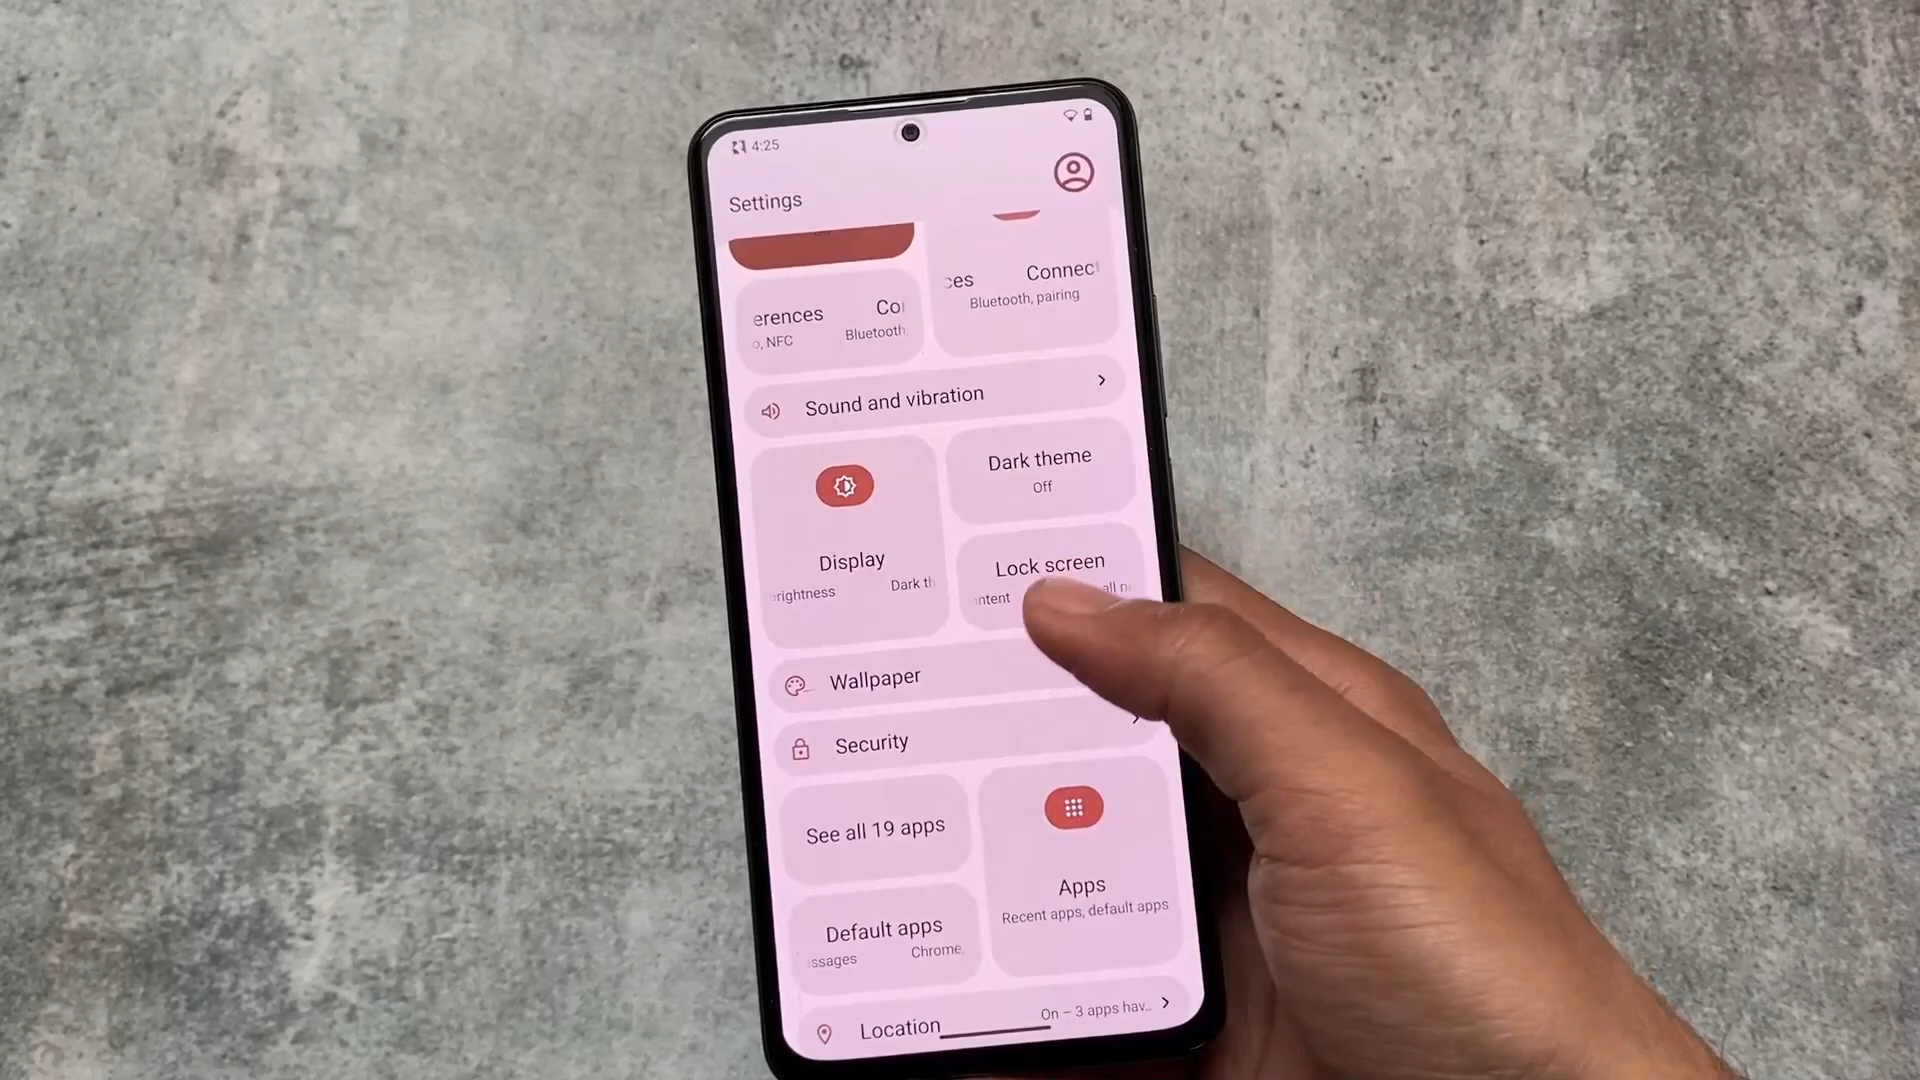 4:25
Settings
erences Co
o, NFC Bluetooth,
ces Connect
Bluetooth, pairing
Sound and vibration
Display
rightness Dark th
Dark theme
Off
Lock screen
ntent all n
Wallpaper
Security
See all 19 apps
Apps
Recent apps, default apps
Default apps
ssages Chrome,
Location On – 3 apps hav...